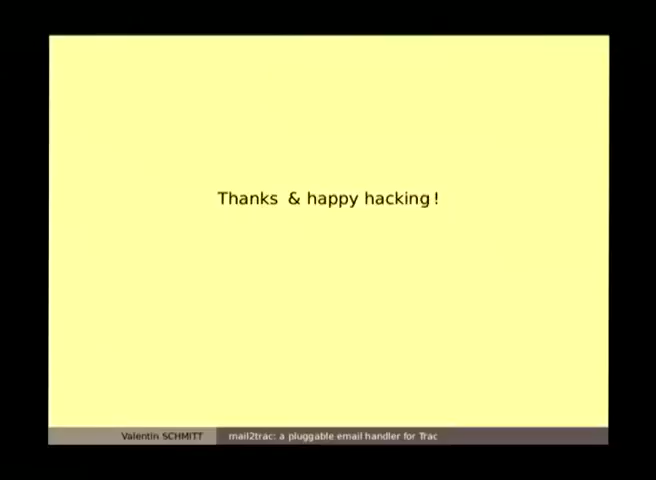 Thanks & happy hacking !
Valentin SCHMITT mail2trac: a pluggable email handler for Trac